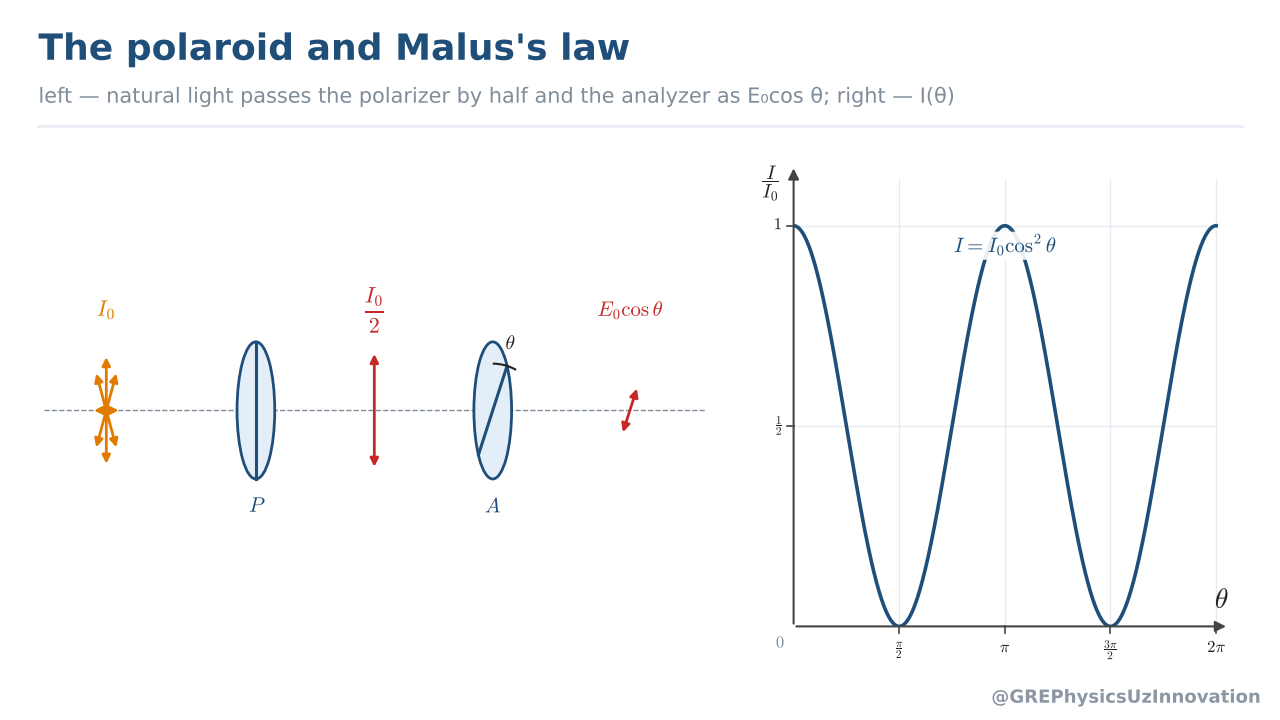 The polaroid and Malus's law
left — natural light passes the polarizer by half and the analyzer as E₀cos θ; right — I(θ)
I₀
I₀/2
E₀cos θ
θ
P
A
I/I₀
1
I = I₀cos² θ
1/2
θ
0
π/2
π
3π/2
2π
@GREPhysicsUzInnovation